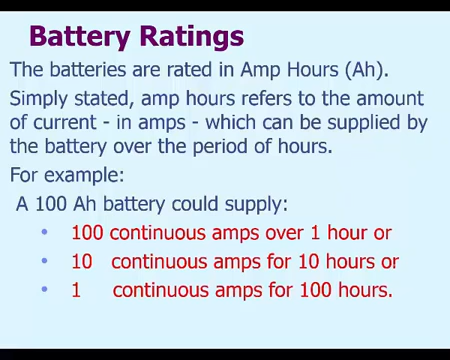 Battery Ratings
The batteries are rated in Amp Hours (Ah).
Simply stated, amp hours refers to the amount
of current - in amps - which can be supplied by
the battery over the period of hours.
For example:
A 100 Ah battery could supply:
• 100 continuous amps over 1 hour or
• 10 continuous amps for 10 hours or
• 1 continuous amps for 100 hours.